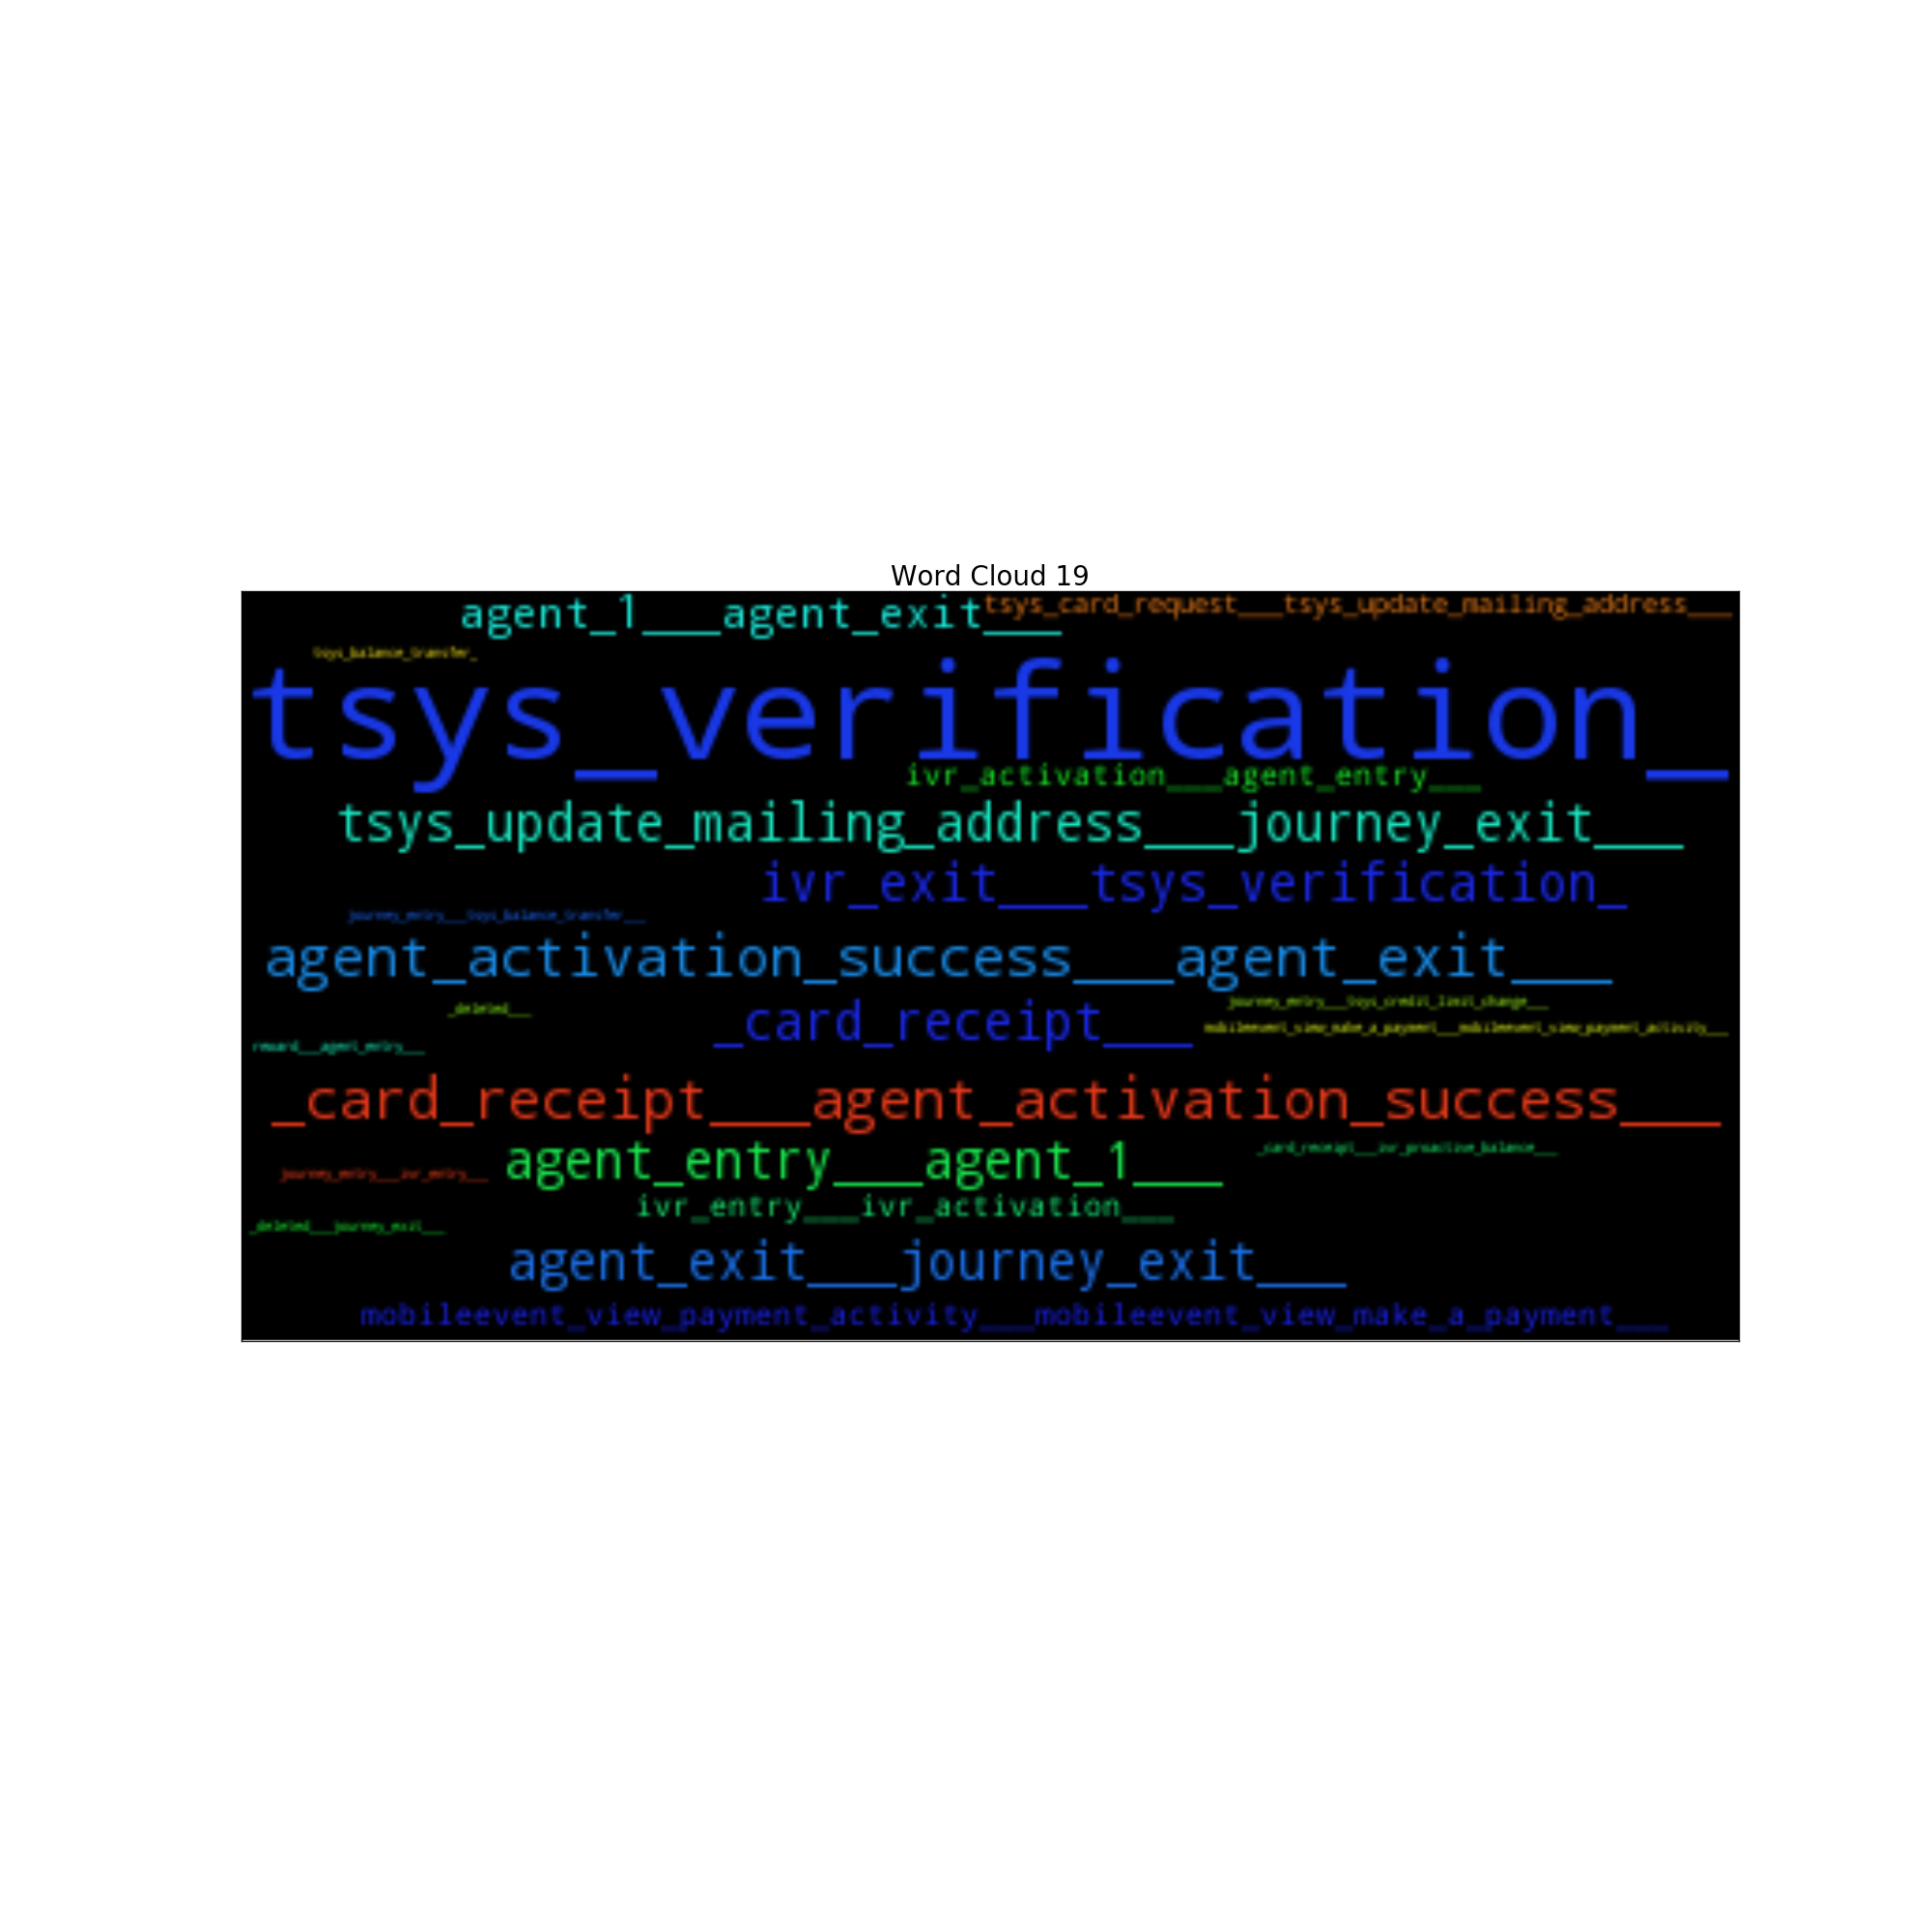 Word Cloud 19
agent_1___agent_exit___
tsys_card_request___tsys_update_mailing_address___
tsys_balance_transfer_
tsys_verification_
ivr_activation___agent_entry___
tsys_update_mailing_address___journey_exit___
ivr_exit___tsys_verification_
journey_entry___tsys_balance_transfer___
agent_activation_success___agent_exit___
journey_entry___tsys_credit_limit_change___
_deleted___
_card_receipt___
mobileevent_view_make_a_payment___mobileevent_view_payment_activity___
reward___agent_entry___
_card_receipt___agent_activation_success___
_card_receipt___ivr_proactive_balance___
agent_entry___agent_1___
journey_entry___ivr_entry___
ivr_entry___ivr_activation___
_deleted___journey_exit___
agent_exit___journey_exit___
mobileevent_view_payment_activity___mobileevent_view_make_a_payment___